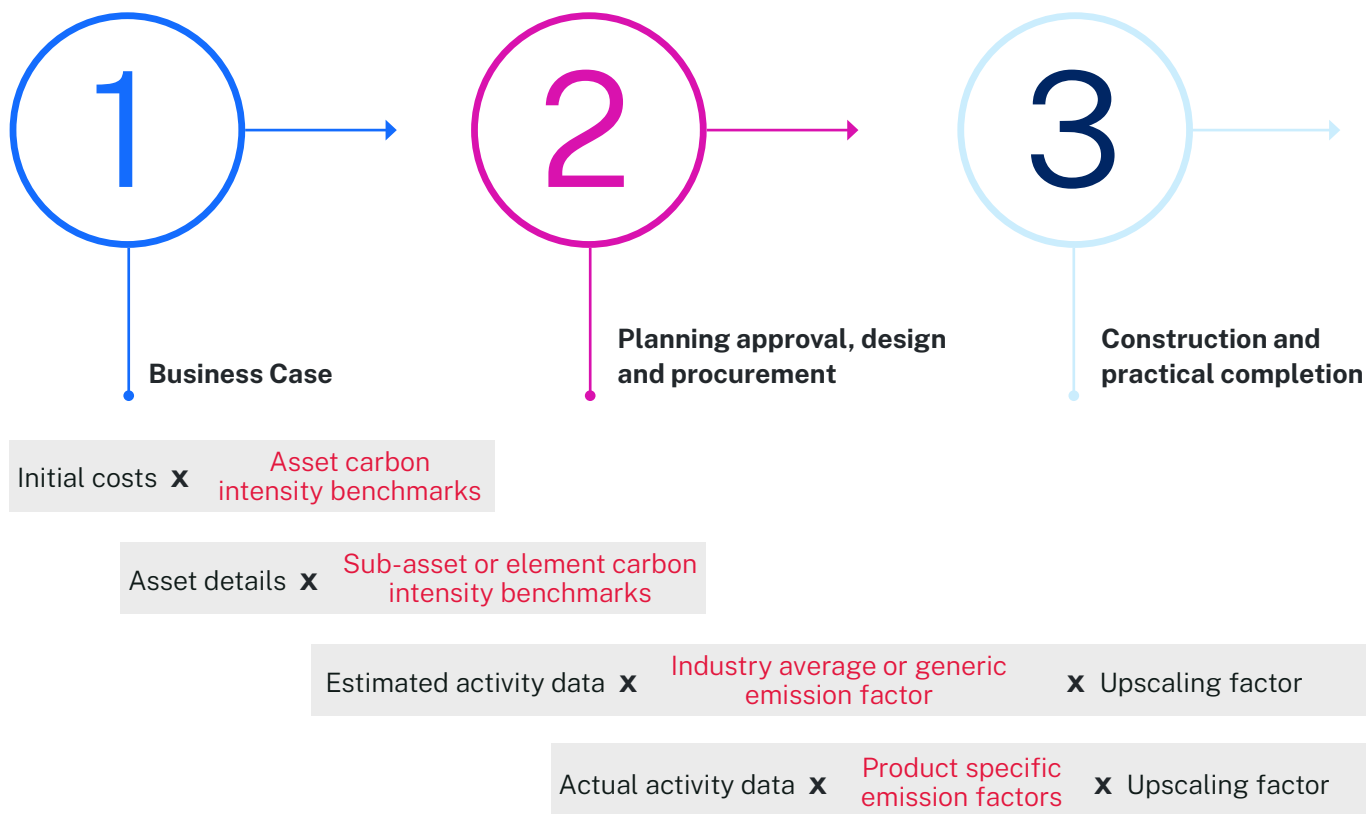 1
2
3
Business Case
Planning approval, design
and procurement
Construction and
practical completion
Initial costs x Asset carbon
intensity benchmarks
Asset details x Sub-asset or element carbon
intensity benchmarks
Estimated activity data x Industry average or generic
emission factor
x Upscaling factor
Actual activity data x Product specific
emission factors
x Upscaling factor